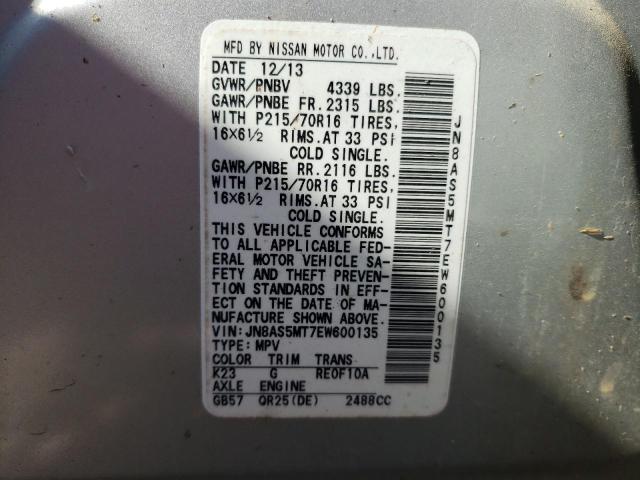 MFD BY NISSAN MOTOR CO.,LTD.
DATE 12/13
GVWR/PNBV 4339 LBS.
GAWR/PNBE FR. 2315 LBS.
WITH P215/70R16 TIRES,
16X6½ RIMS. AT 33 PSI
COLD SINGLE.
GAWR/PNBE RR. 2116 LBS.
WITH P215/70R16 TIRES,
16X6½ RIMS. AT 33 PSI
COLD SINGLE.
THIS VEHICLE CONFORMS
TO ALL APPLICABLE FED-
ERAL MOTOR VEHICLE SA-
FETY AND THEFT PREVEN-
TION STANDARDS IN EFF-
ECT ON THE DATE OF MA-
NUFACTURE SHOWN ABOVE.
VIN: JN8AS5MT7EW600135
TYPE: MPV
COLOR TRIM TRANS
K23 G RE0F10A
AXLE ENGINE
GB57 QR25(DE) 2488CC
JN8AS5MT7EW600135